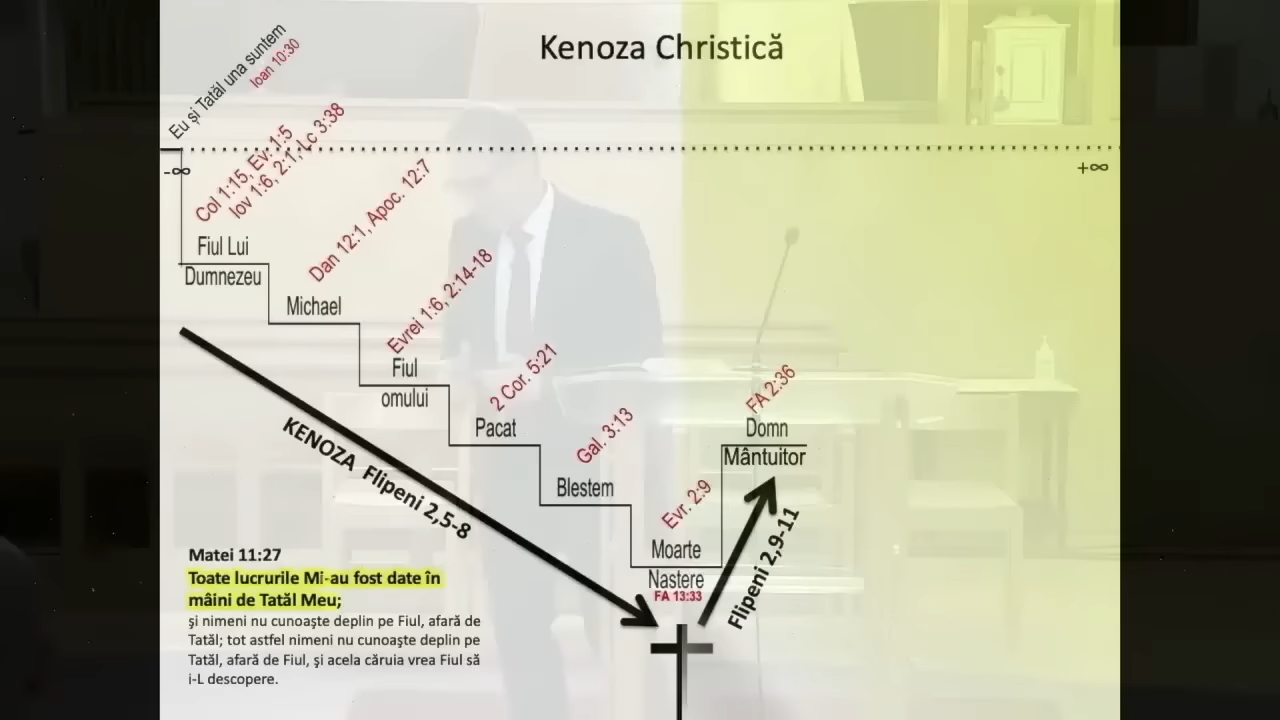 Kenoza Christică
Eu și Tatăl una suntem
Ioan 10:30
-∞
+∞
Col 1:15, Ev. 1:5
Iov 1:6, 2:1, Lc 3:38
Fiul Lui
Dumnezeu
Dan 12:1, Apoc. 12:7
Michael
Evrei 1:6, 2:14-18
Fiul
omului
2 Cor. 5:21
Pacat
Gal. 3:13
Blestem
Evr. 2:9
Moarte
Nastere
FA 13:33
FA 2:36
Domn
Mântuitor
KENOZA Flipeni 2,5-8
Flipeni 2,9-11
Matei 11:27
Toate lucrurile Mi-au fost date în
mâini de Tatăl Meu;
şi nimeni nu cunoaşte deplin pe Fiul, afară de
Tatăl; tot astfel nimeni nu cunoaşte deplin pe
Tatăl, afară de Fiul, şi acela căruia vrea Fiul să
i-L descopere.